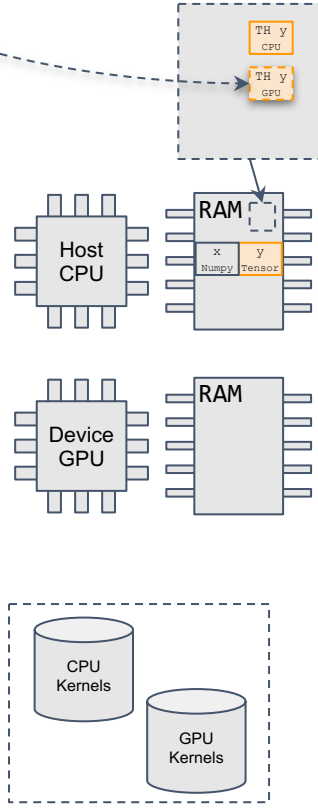 TH y
CPU
TH y
GPU
Host
CPU
RAM
x
Numpy
y
Tensor
Device
GPU
RAM
CPU
Kernels
GPU
Kernels